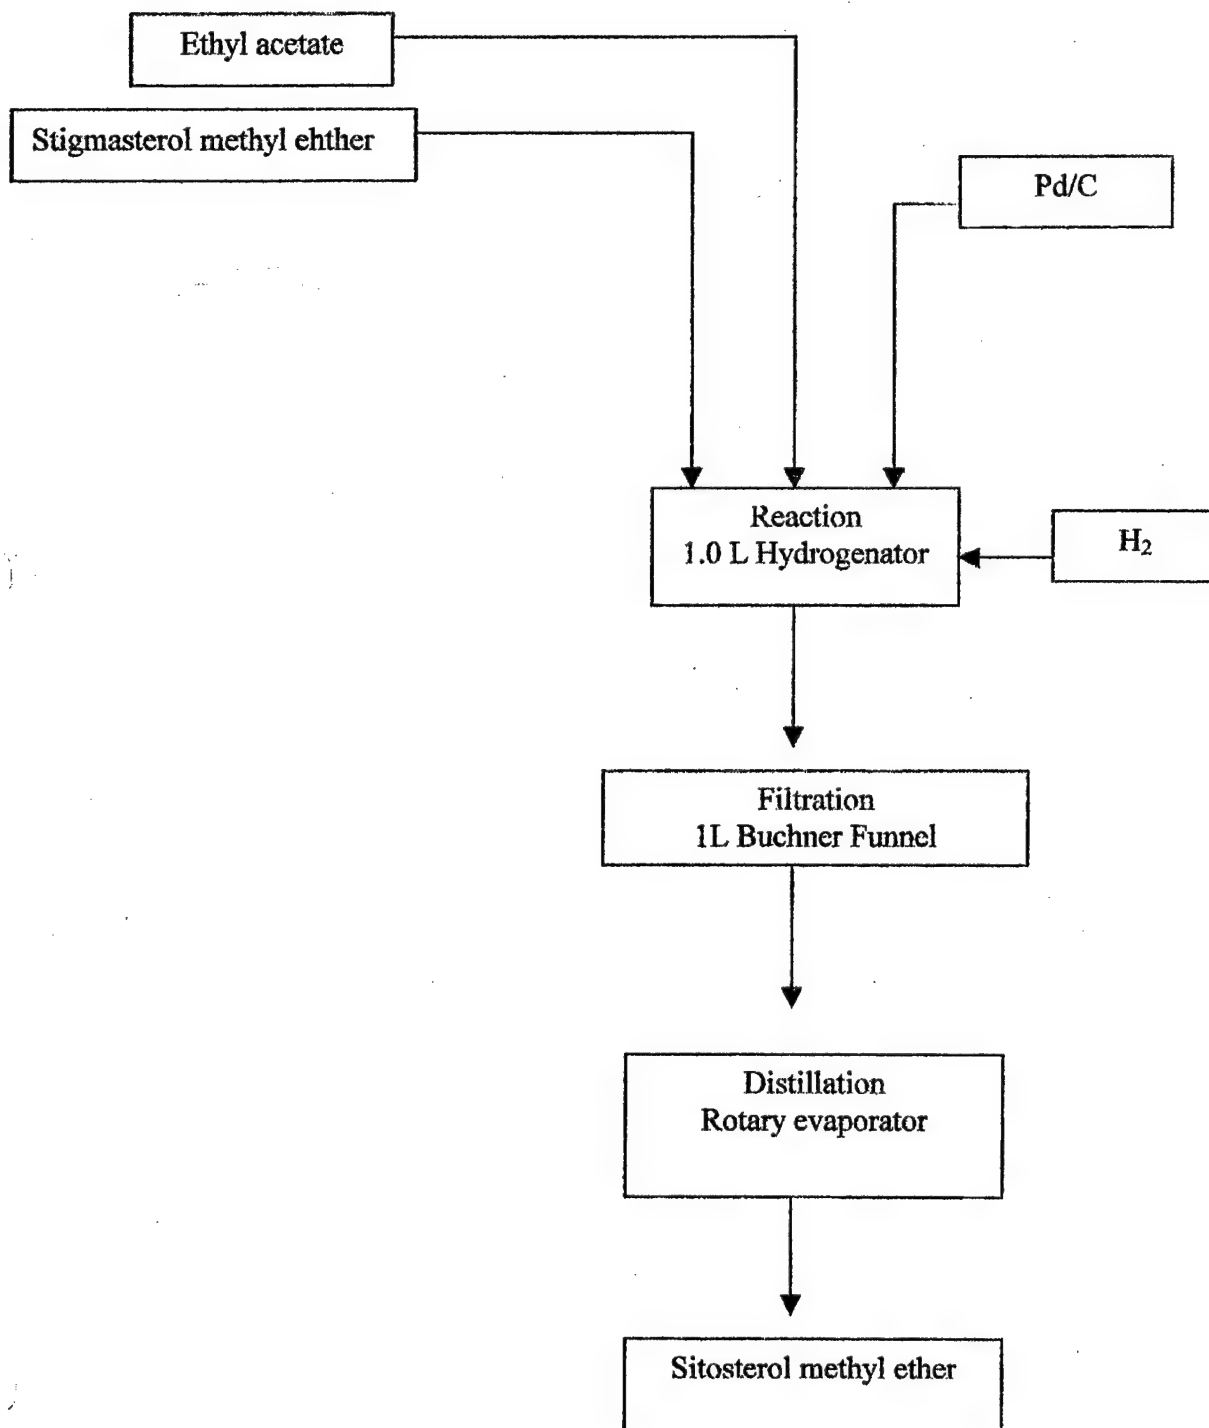 Ethyl acetate
Stigmasterol methyl ehther
Pd/C
Reaction
1.0 L Hydrogenator
H₂
Filtration
1L Buchner Funnel
Distillation
Rotary evaporator
Sitosterol methyl ether